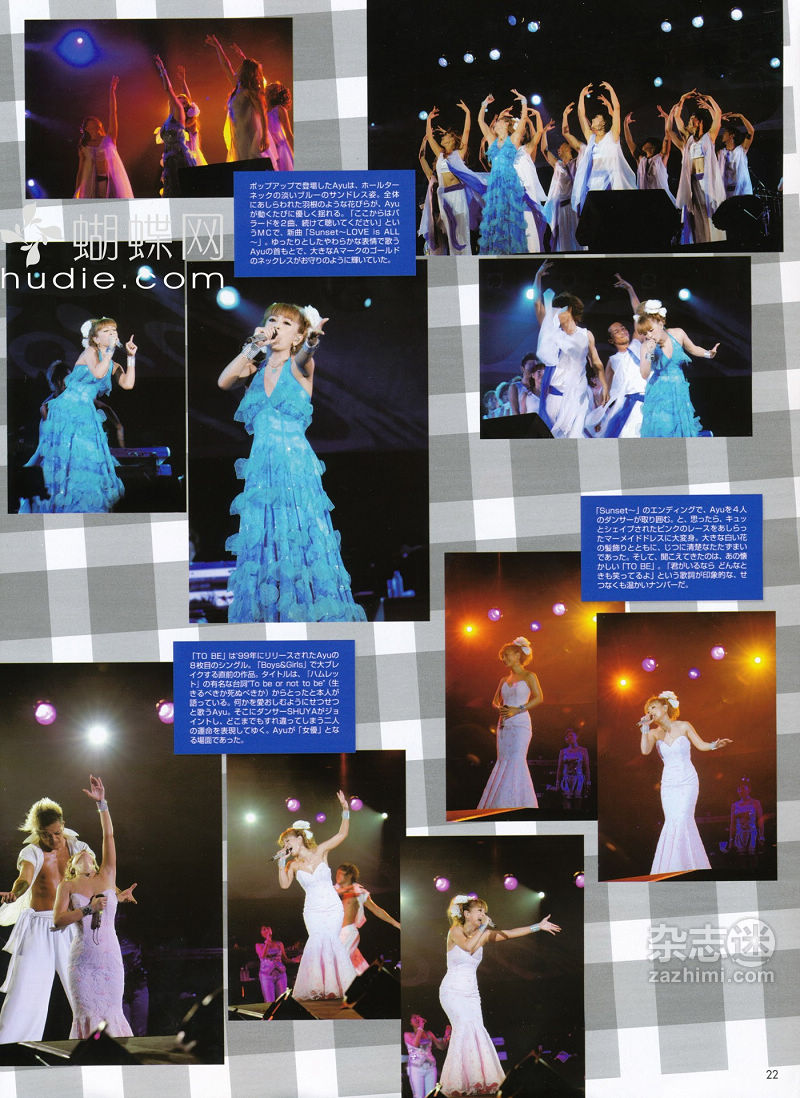 ポップアップで登場したAyuは、ホールター
ネックの淡いブルーのサンドレス姿。全体
にあしらわれた羽根のような花びらが、Ayu
が動くたびに優しく揺れる。「ここからはバ
ラードを2曲、続けて聴いてください」とい
うMCで、新曲「Sunset～LOVE is ALL
～」。ゆったりとしたやわらかな表情で歌う
Ayuの首もとで、大きなAマークのゴールド
のネックレスがお守りのように輝いていた。
蝴蝶网
hudie.com
「Sunset～」のエンディングで、Ayuを4人
のダンサーが取り囲む。と、思ったら、キュッ
とシェイプされたピンクのレースをあしらっ
たマーメイドドレスに大変身。大きな白い花
の髪飾りとともに、じつに清楚なたたずまい
であった。そして、聞こえてきたのは、あの懐
かしい「TO BE」。「君がいるなら どんなと
きも笑ってるよ」という歌詞が印象的な、せ
つなくも温かいナンバーだ。
「TO BE」は'99年にリリースされたAyuの
8枚目のシングル。「Boys&Girls」で大ブレ
イクする直前の作品。タイトルは、「ハムレッ
ト」の有名な台詞"To be or not to be"（生
きるべきか死ぬべきか）からとったと本人が
語っている。何かを愛おしむようにせつせつ
と歌うAyu。そこにダンサーSHUYAがジョ
イントし、どこまでもすれ違ってしまう二人
の運命を表現してゆく。Ayuが「女優」とな
る場面であった。
杂志迷
zazhimi.com
22